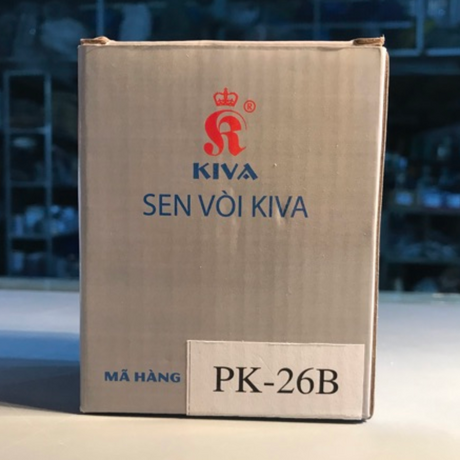 ®
KIVA
SEN VÒI KIVA
MÃ HÀNG PK-26B